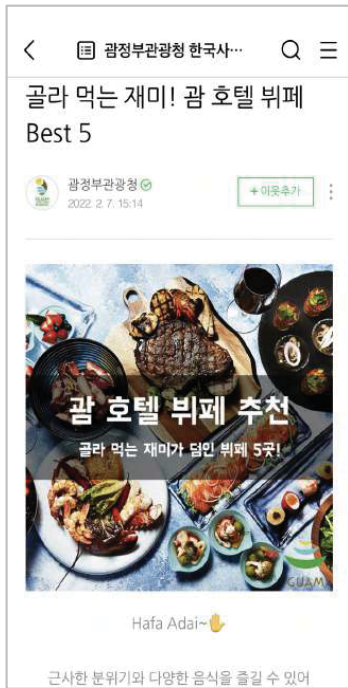 괌정부관광청 한국사…
골라 먹는 재미! 괌 호텔 뷔페
Best 5
괌정부관광청
2022. 2. 7. 15:14
+이웃추가
괌 호텔 뷔페 추천
골라 먹는 재미가 덤인 뷔페 5곳!
GUAM
Hafa Adai~🖐
근사한 분위기와 다양한 음식을 즐길 수 있어